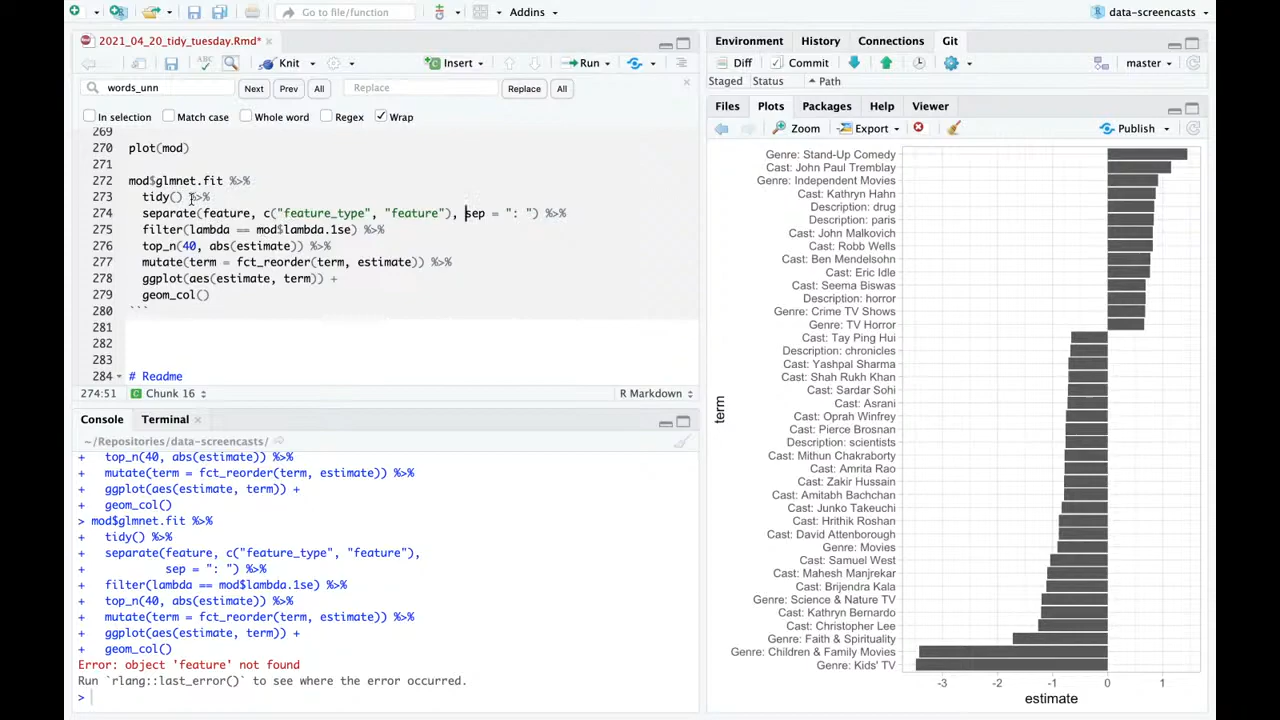 Go to file/function
Addins
data-screencasts
2021_04_20_tidy_tuesday.Rmd*
ABC
Knit
Insert
Run
words_unn
Next
Prev
All
Replace
Replace
All
In selection
Match case
Whole word
Regex
Wrap
269
270 plot(mod)
271
272 mod$glmnet.fit %>%
273 tidy() %>%
274 separate(feature, c("feature_type", "feature"), sep = ": ") %>%
275 filter(lambda == mod$lambda.1se) %>%
276 top_n(40, abs(estimate)) %>%
277 mutate(term = fct_reorder(term, estimate)) %>%
278 ggplot(aes(estimate, term)) +
279 geom_col()
280 ```
281
282
283
284 # Readme
274:51 Chunk 16 R Markdown
Console Terminal
~/Repositories/data-screencasts/
+ top_n(40, abs(estimate)) %>%
+ mutate(term = fct_reorder(term, estimate)) %>%
+ ggplot(aes(estimate, term)) +
+ geom_col()
> mod$glmnet.fit %>%
+ tidy() %>%
+ separate(feature, c("feature_type", "feature"),
+ sep = ": ") %>%
+ filter(lambda == mod$lambda.1se) %>%
+ top_n(40, abs(estimate)) %>%
+ mutate(term = fct_reorder(term, estimate)) %>%
+ ggplot(aes(estimate, term)) +
+ geom_col()
Error: object 'feature' not found
Run `rlang::last_error()` to see where the error occurred.
>
Environment History Connections Git
Diff Commit master
Staged Status Path
Files Plots Packages Help Viewer
Zoom Export Publish
Genre: Stand-Up Comedy
Cast: John Paul Tremblay
Genre: Independent Movies
Cast: Kathryn Hahn
Description: drug
Description: paris
Cast: John Malkovich
Cast: Robb Wells
Cast: Ben Mendelsohn
Cast: Eric Idle
Cast: Seema Biswas
Description: horror
Genre: Crime TV Shows
Genre: TV Horror
Cast: Tay Ping Hui
Description: chronicles
Cast: Yashpal Sharma
Cast: Shah Rukh Khan
Cast: Sardar Sohi
Cast: Asrani
Cast: Oprah Winfrey
Cast: Pierce Brosnan
Description: scientists
Cast: Mithun Chakraborty
Cast: Amrita Rao
Cast: Zakir Hussain
Cast: Amitabh Bachchan
Cast: Junko Takeuchi
Cast: Hrithik Roshan
Cast: David Attenborough
Genre: Movies
Cast: Samuel West
Cast: Mahesh Manjrekar
Cast: Brijendra Kala
Genre: Science & Nature TV
Cast: Kathryn Bernardo
Cast: Christopher Lee
Genre: Faith & Spirituality
Genre: Children & Family Movies
Genre: Kids' TV
term
-3 -2 -1 0 1
estimate